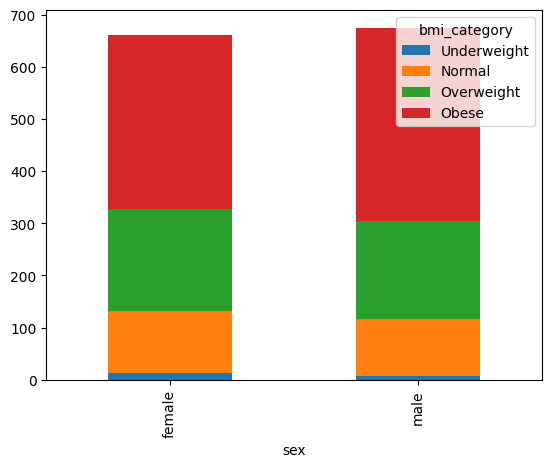 700
600
500
400
300
200
100
0
bmi_category
Underweight
Normal
Overweight
Obese
female
male
sex